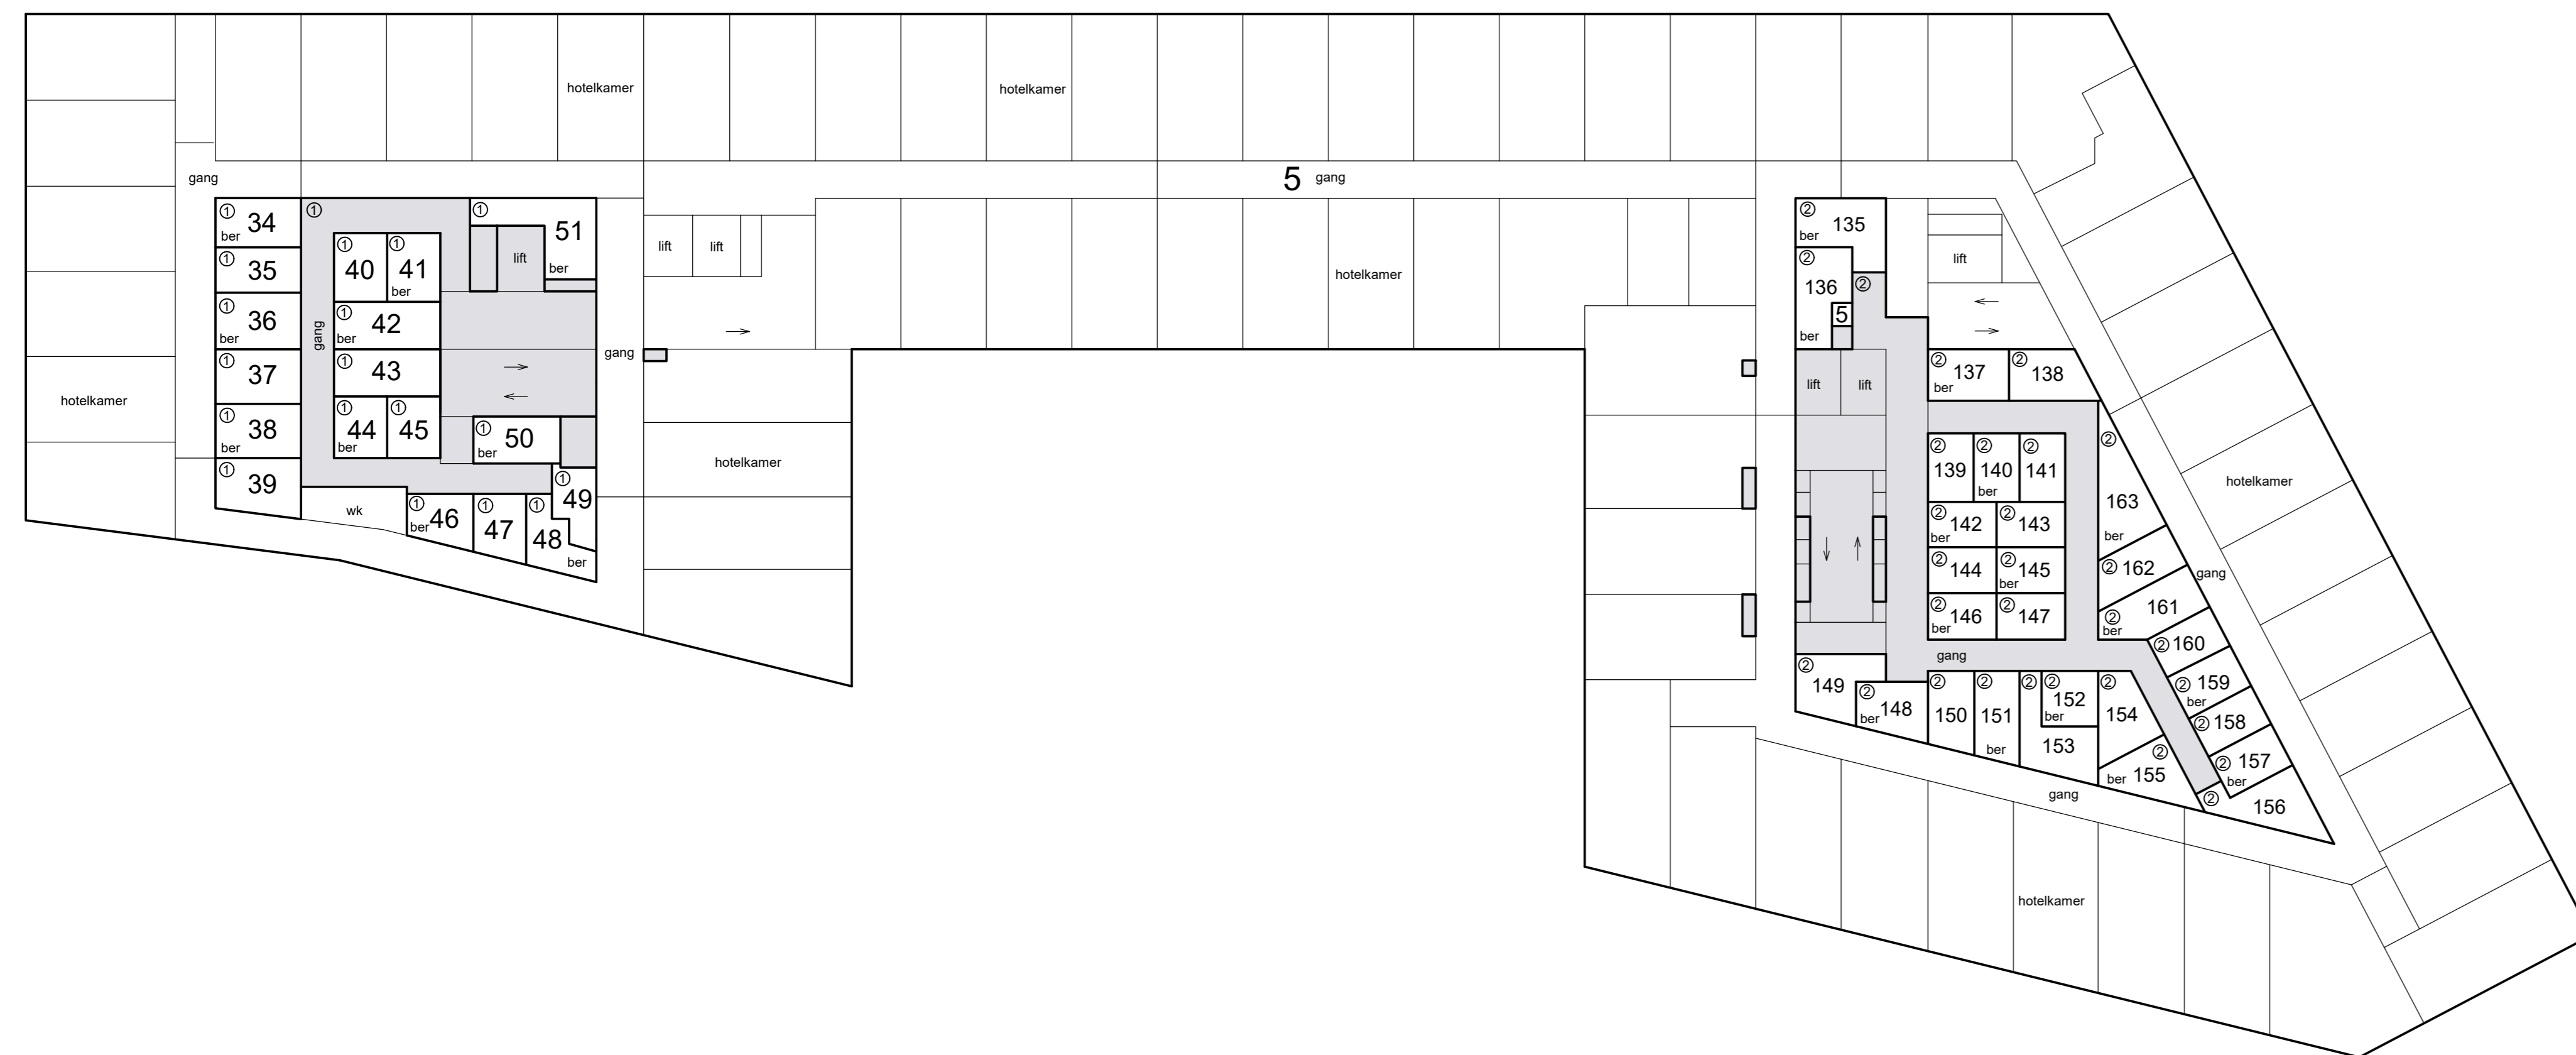 hotelkamer
hotelkamer
gang
5 gang
① 34
ber
① 35
① 36
ber
① 37
① 38
ber
① 39
①
gang
① 40
① 41
ber
① 42
ber
① 43
① 44
ber
① 45
① 51
ber
lift
→
←
① 50
ber
① 49
wk
① 46
ber
① 47
① 48
ber
hotelkamer
gang
lift
lift
→
hotelkamer
hotelkamer
② 135
ber
② 136
ber
5
②
lift
←
→
lift
lift
② 137
ber
② 138
② 139
② 140
ber
② 141
② 142
ber
② 143
② 144
② 145
ber
② 146
ber
② 147
↓
↑
gang
② 149
② 148
ber
② 150
② 151
ber
② 152
ber
② 153
② 154
② 155
ber
② 163
ber
② 162
② 161
ber
② 160
② 159
ber
② 158
② 157
ber
② 156
gang
hotelkamer
gang
hotelkamer